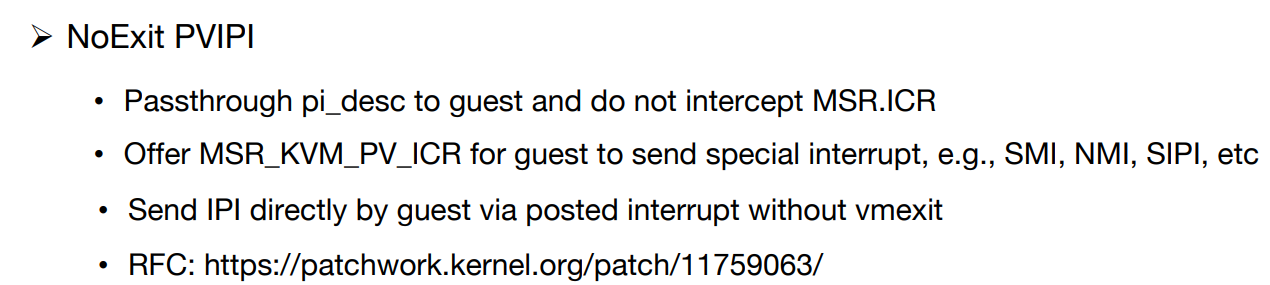 ➢ NoExit PVIPI
• Passthrough pi_desc to guest and do not intercept MSR.ICR
• Offer MSR_KVM_PV_ICR for guest to send special interrupt, e.g., SMI, NMI, SIPI, etc
• Send IPI directly by guest via posted interrupt without vmexit
• RFC: https://patchwork.kernel.org/patch/11759063/